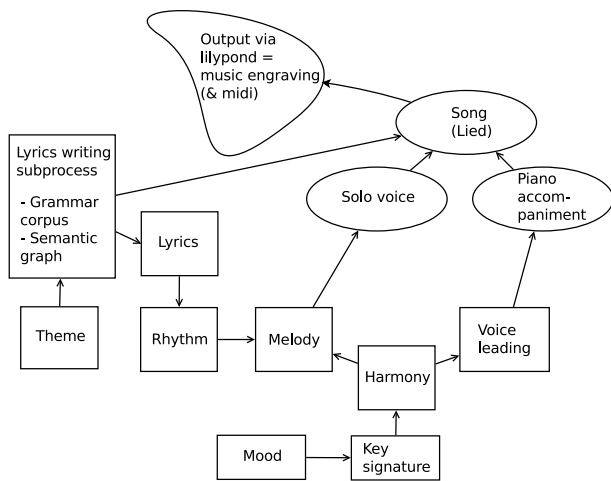 Output via
lilypond =
music engraving
(& midi)
Song
(Lied)
Lyrics writing
subprocess
- Grammar
corpus
- Semantic
graph
Solo voice
Piano
accom-
paniment
Lyrics
Theme
Rhythm
Melody
Voice
leading
Harmony
Mood
Key
signature